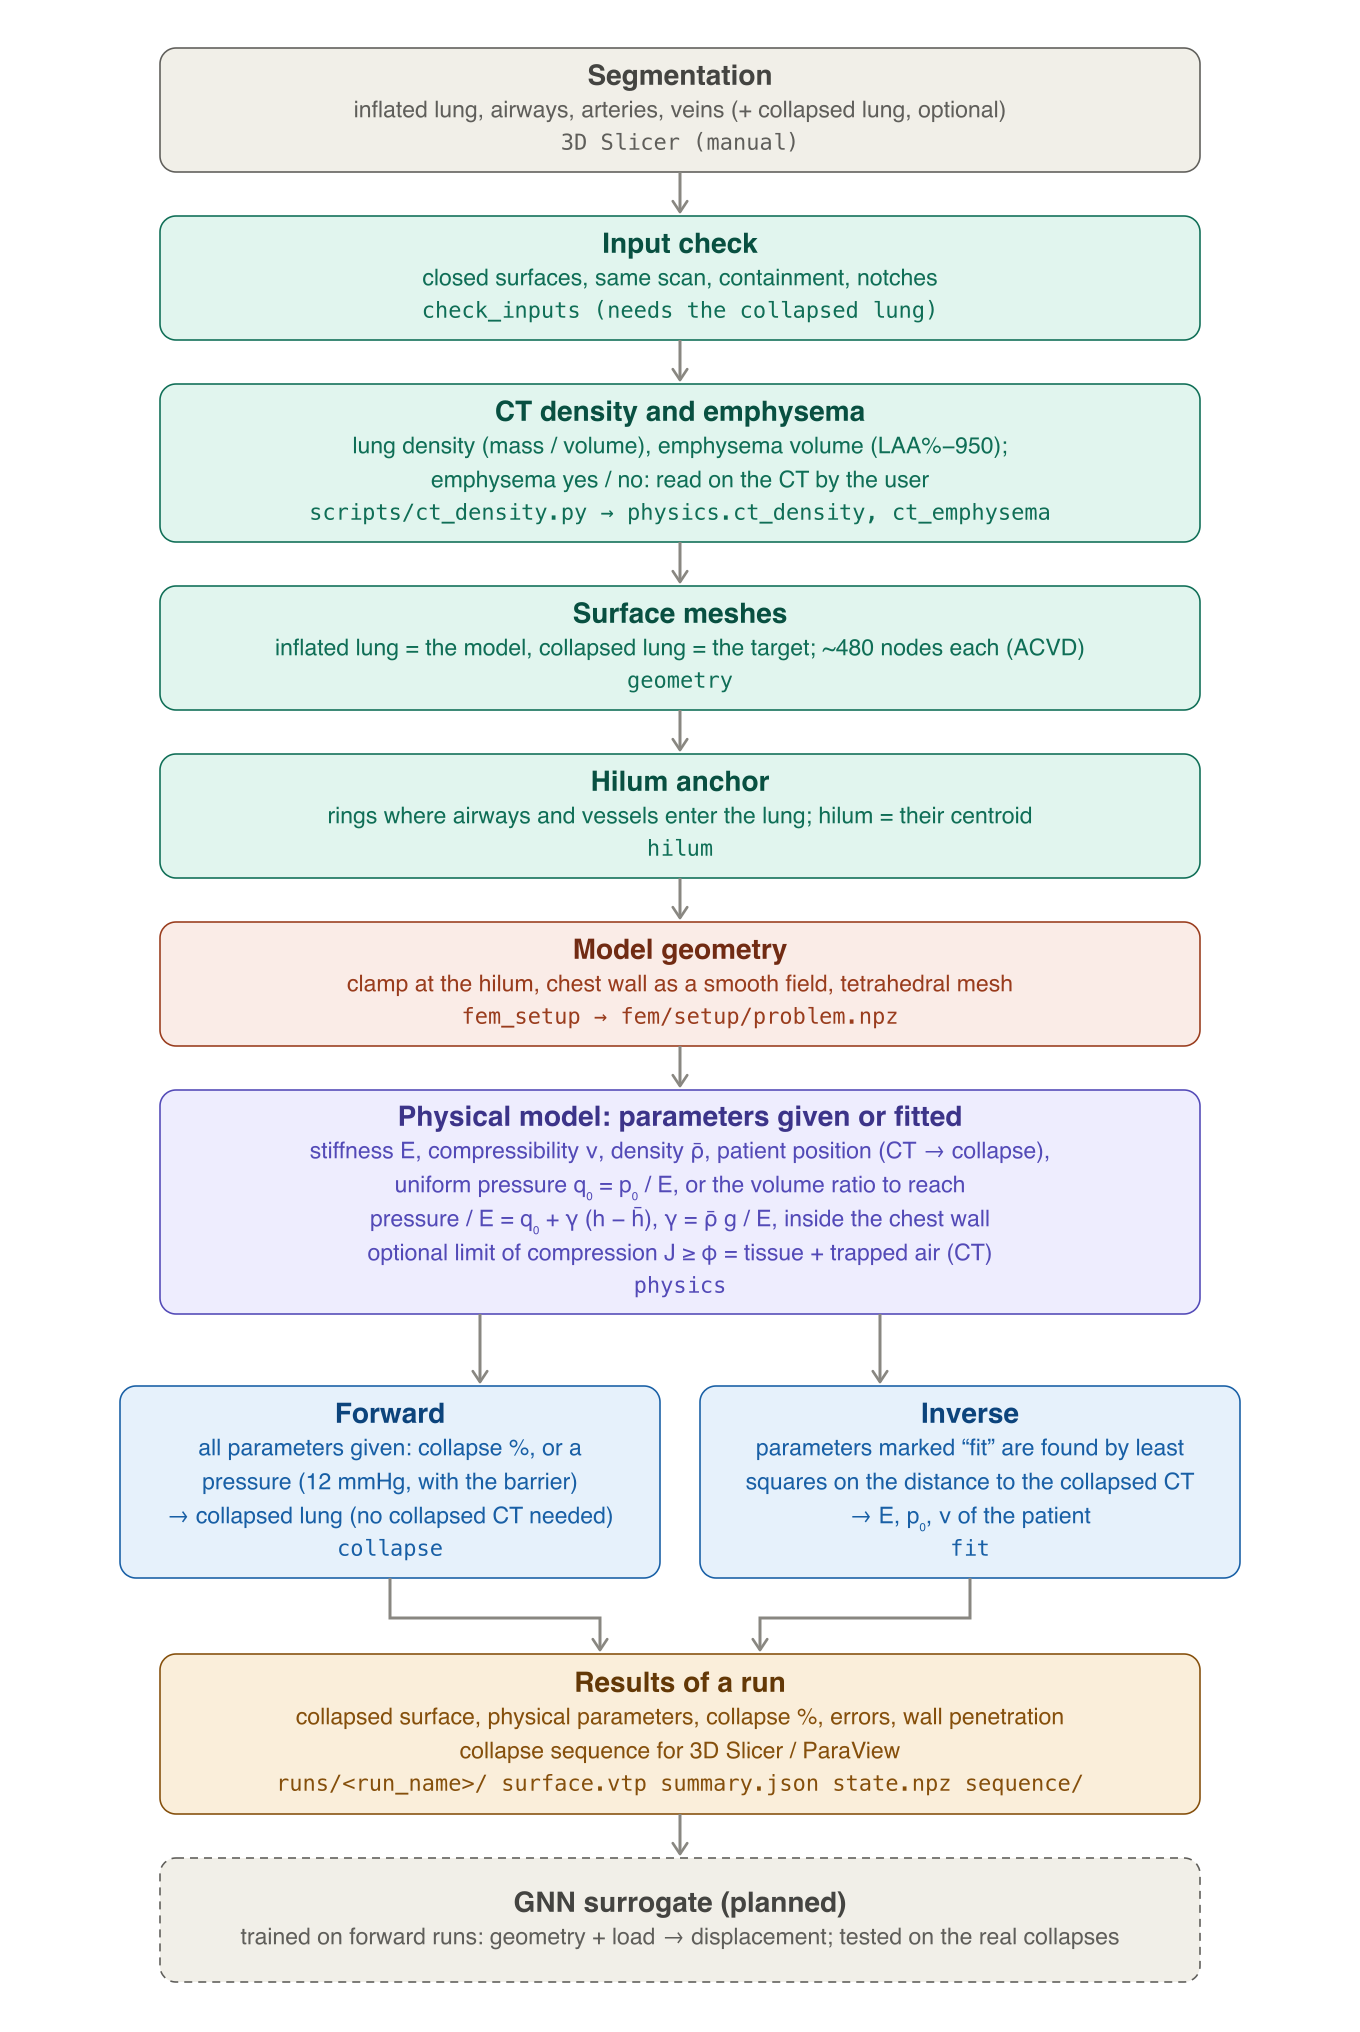 Segmentation
inflated lung, airways, arteries, veins (+ collapsed lung, optional)
3D Slicer (manual)
Input check
closed surfaces, same scan, containment, notches
check_inputs (needs the collapsed lung)
CT density and emphysema
lung density (mass / volume), emphysema volume (LAA%−950);
emphysema yes / no: read on the CT by the user
scripts/ct_density.py → physics.ct_density, ct_emphysema
Surface meshes
inflated lung = the model, collapsed lung = the target; ~480 nodes each (ACVD)
geometry
Hilum anchor
rings where airways and vessels enter the lung; hilum = their centroid
hilum
Model geometry
clamp at the hilum, chest wall as a smooth field, tetrahedral mesh
fem_setup → fem/setup/problem.npz
Physical model: parameters given or fitted
stiffness E, compressibility ν, density ρ̄, patient position (CT → collapse),
uniform pressure q₀ = p₀ / E, or the volume ratio to reach
pressure / E = q₀ + γ (h − h̄), γ = ρ̄ g / E, inside the chest wall
optional limit of compression J ≥ φ = tissue + trapped air (CT)
physics
Forward
all parameters given: collapse %, or a
pressure (12 mmHg, with the barrier)
→ collapsed lung (no collapsed CT needed)
collapse
Inverse
parameters marked “fit” are found by least
squares on the distance to the collapsed CT
→ E, p₀, ν of the patient
fit
Results of a run
collapsed surface, physical parameters, collapse %, errors, wall penetration
collapse sequence for 3D Slicer / ParaView
runs/<run_name>/ surface.vtp summary.json state.npz sequence/
GNN surrogate (planned)
trained on forward runs: geometry + load → displacement; tested on the real collapses